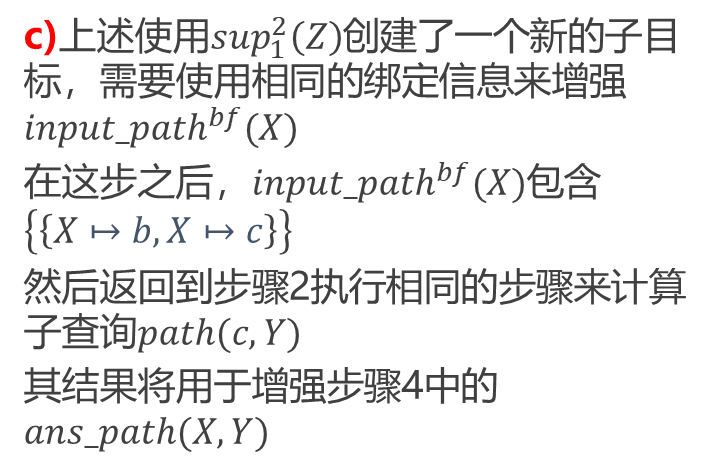 c)上述使用$sup_1^2(Z)$创建了一个新的子目
标，需要使用相同的绑定信息来增强
$input\_path^{bf}(X)$
在这步之后，$input\_path^{bf}(X)$包含
$\{\{X \mapsto b, X \mapsto c\}\}$
然后返回到步骤2执行相同的步骤来计算
子查询$path(c,Y)$
其结果将用于增强步骤4中的
$ans\_path(X,Y)$